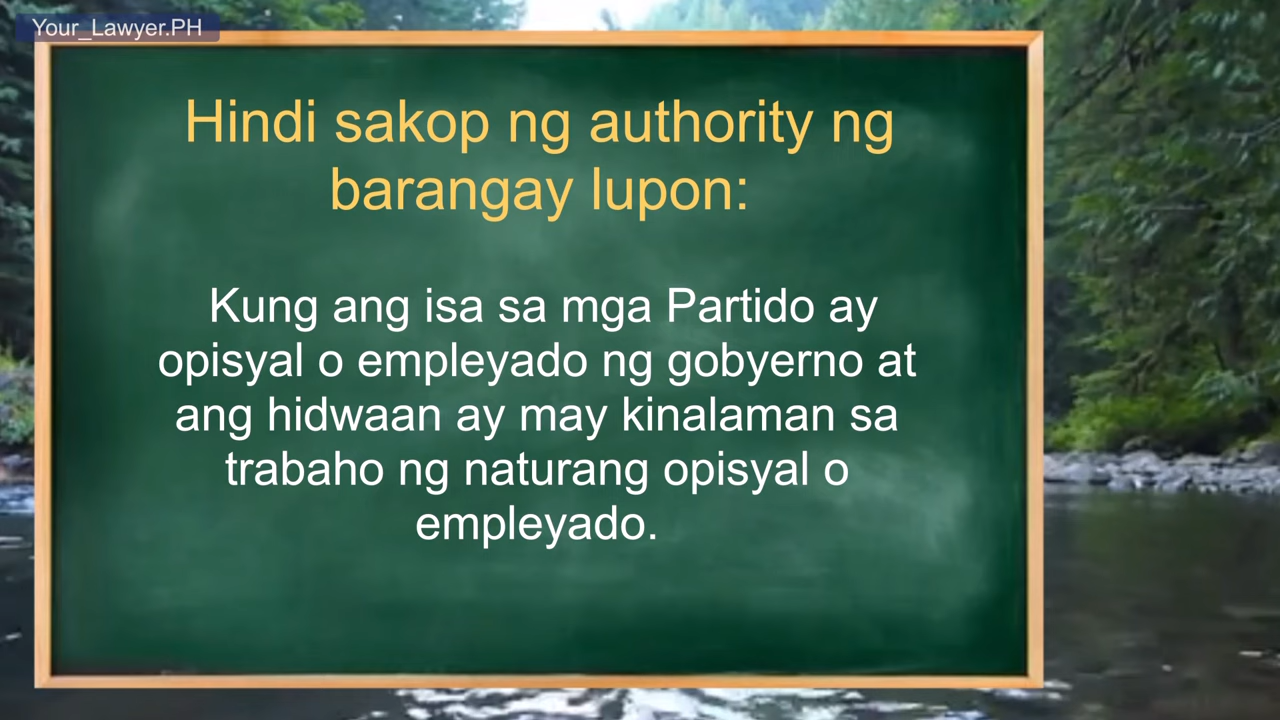 Your_Lawyer.PH
Hindi sakop ng authority ng
barangay lupon:
Kung ang isa sa mga Partido ay
opisyal o empleyado ng gobyerno at
ang hidwaan ay may kinalaman sa
trabaho ng naturang opisyal o
empleyado.